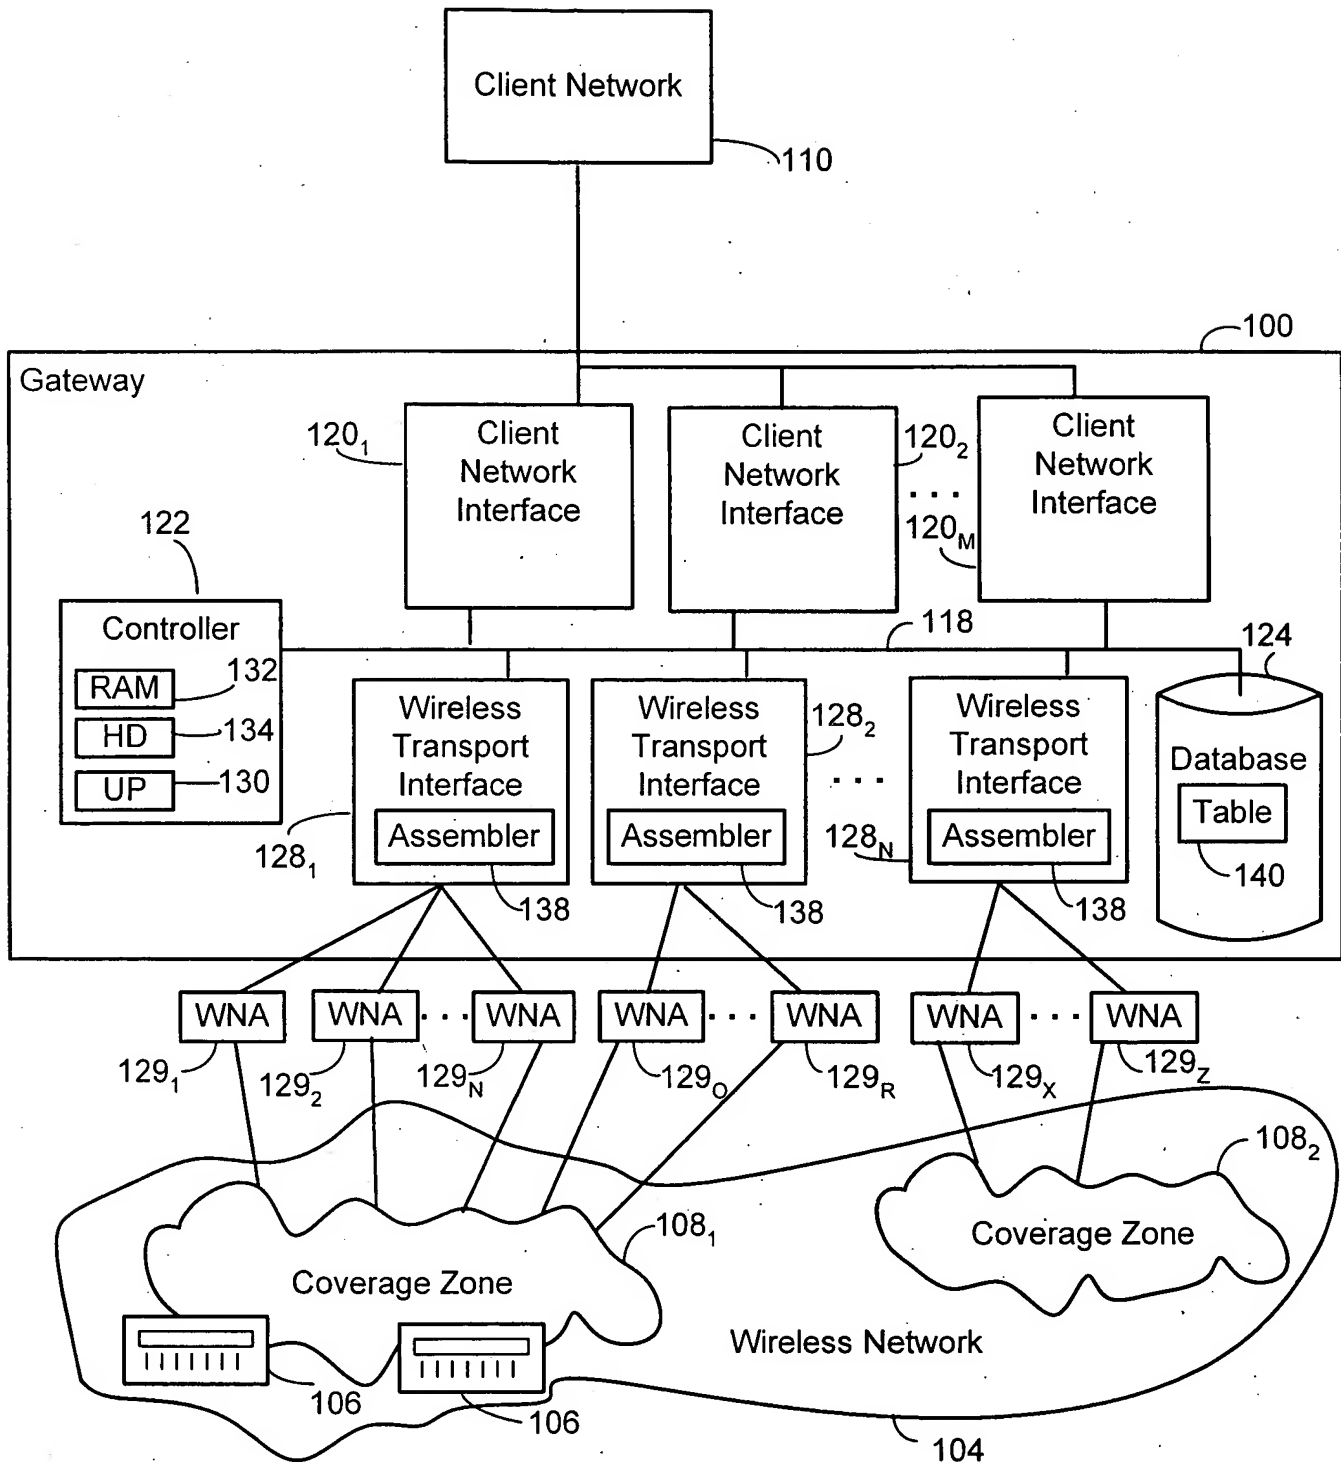 Client Network
110
100
Gateway
120₁
Client
Network
Interface
Client
Network
Interface
120₂
. . .
120M
Client
Network
Interface
122
Controller
RAM
132
HD
134
UP
130
118
124
Wireless
Transport
Interface
Assembler
128₁
138
Wireless
Transport
Interface
Assembler
128₂
138
. . .
Wireless
Transport
Interface
Assembler
128N
138
Database
Table
140
WNA
WNA
. . .
WNA
WNA
. . .
WNA
WNA
. . .
WNA
129₁
129₂
129N
129O
129R
129X
129Z
108₁
108₂
Coverage Zone
Coverage Zone
Wireless Network
106
106
104